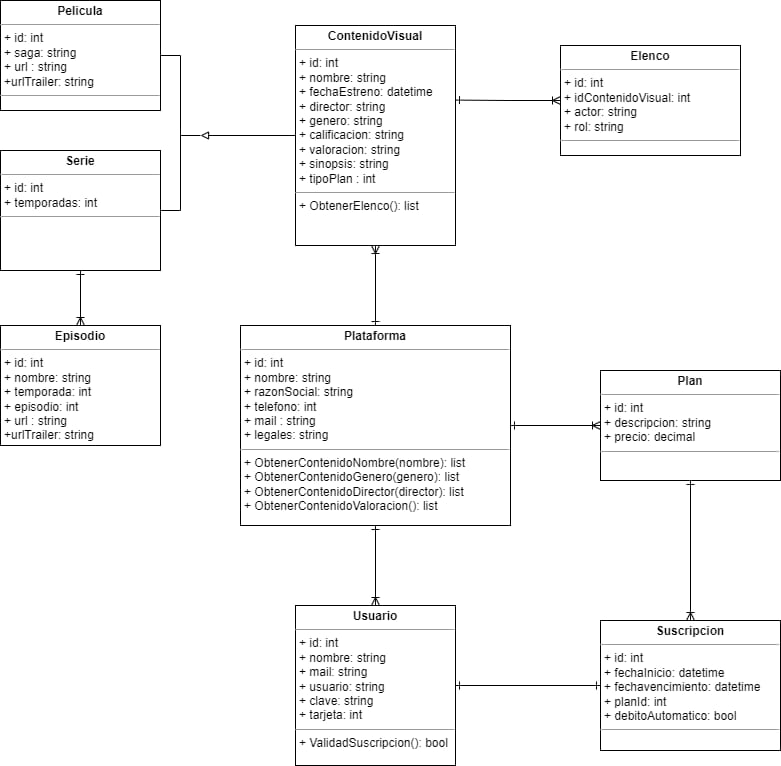 Pelicula
+ id: int
+ saga: string
+ url : string
+urlTrailer: string
ContenidoVisual
+ id: int
+ nombre: string
+ fechaEstreno: datetime
+ director: string
+ genero: string
+ calificacion: string
+ valoracion: string
+ sinopsis: string
+ tipoPlan : int
+ ObtenerElenco(): list
Elenco
+ id: int
+ idContenidoVisual: int
+ actor: string
+ rol: string
Serie
+ id: int
+ temporadas: int
Episodio
+ id: int
+ nombre: string
+ temporada: int
+ episodio: int
+ url : string
+urlTrailer: string
Plataforma
+ id: int
+ nombre: string
+ razonSocial: string
+ telefono: int
+ mail : string
+ legales: string
+ ObtenerContenidoNombre(nombre): list
+ ObtenerContenidoGenero(genero): list
+ ObtenerContenidoDirector(director): list
+ ObtenerContenidoValoracion(): list
Plan
+ id: int
+ descripcion: string
+ precio: decimal
Usuario
+ id: int
+ nombre: string
+ mail: string
+ usuario: string
+ clave: string
+ tarjeta: int
+ ValidadSuscripcion(): bool
Suscripcion
+ id: int
+ fechaInicio: datetime
+ fechavencimiento: datetime
+ planId: int
+ debitoAutomatico: bool